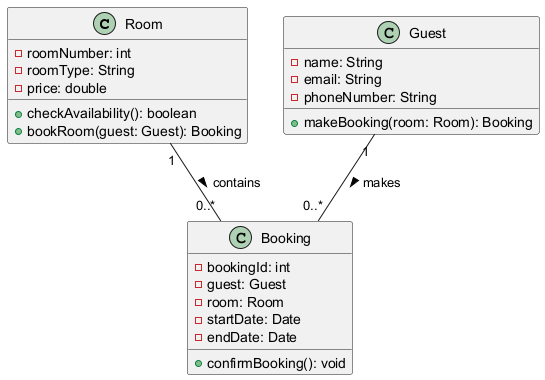 C Room
roomNumber: int
roomType: String
price: double
checkAvailability(): boolean
bookRoom(guest: Guest): Booking
C Guest
name: String
email: String
phoneNumber: String
makeBooking(room: Room): Booking
1
contains
0..*
1
makes
0..*
C Booking
bookingId: int
guest: Guest
room: Room
startDate: Date
endDate: Date
confirmBooking(): void